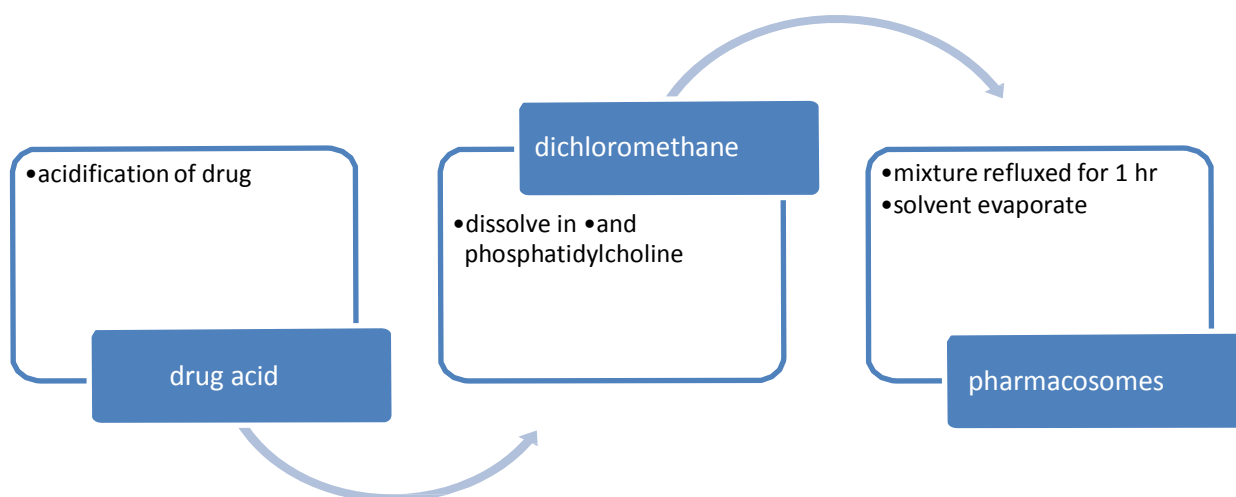 •acidification of drug
drug acid
dichloromethane
•dissolve in •and
phosphatidylcholine
•mixture refluxed for 1 hr
•solvent evaporate
pharmacosomes